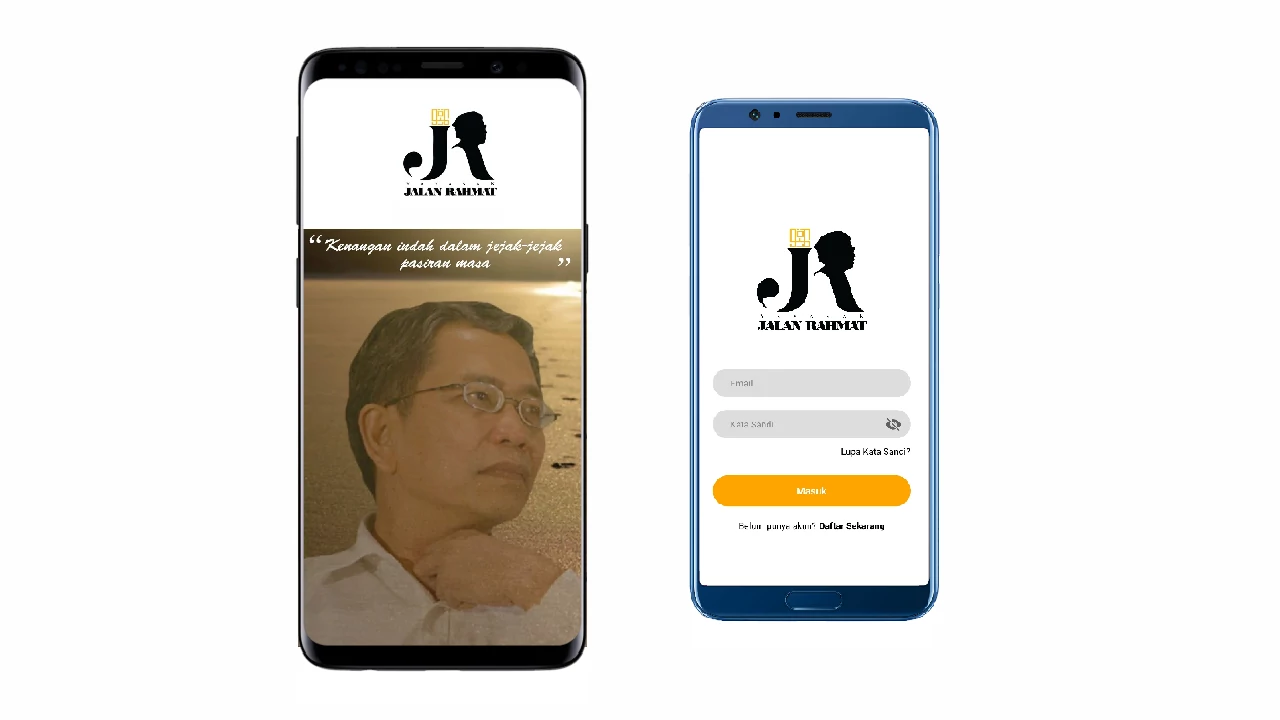 JR
JALAN RAHMAT
“ Kenangan indah dalam jejak-jejak
pasiran masa ”
JR
YAYASAN
JALAN RAHMAT
Email
Kata Sandi
Lupa Kata Sandi?
Masuk
Belum punya akun? Daftar Sekarang